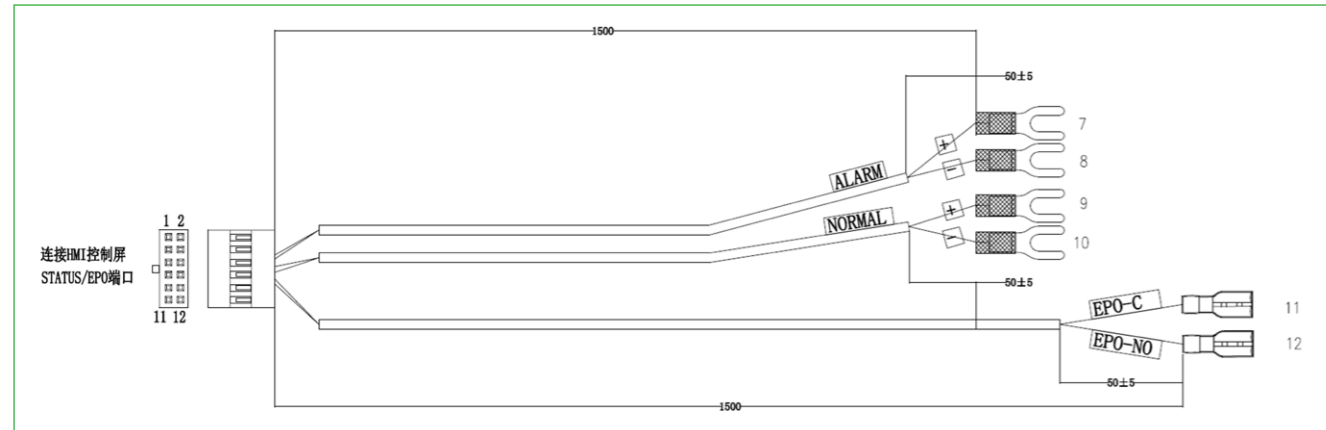 1500
50±5
+
7
-
8
ALARM
+
9
-
10
NORMAL
1 2
连接HMI控制屏
STATUS/EPO端口
11 12
50±5
EPO-C
11
EPO-NO
12
50±5
1500